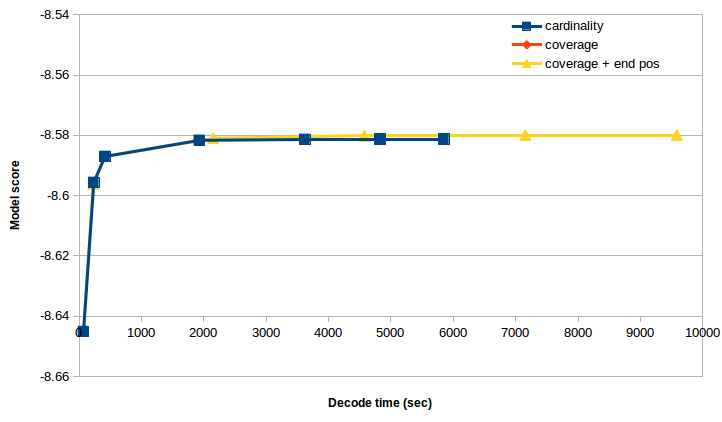 -8.54
cardinality
coverage
coverage + end pos
-8.56
-8.58
-8.6
-8.62
-8.64
-8.66
0 1000 2000 3000 4000 5000 6000 7000 8000 9000 10000
Model score
Decode time (sec)